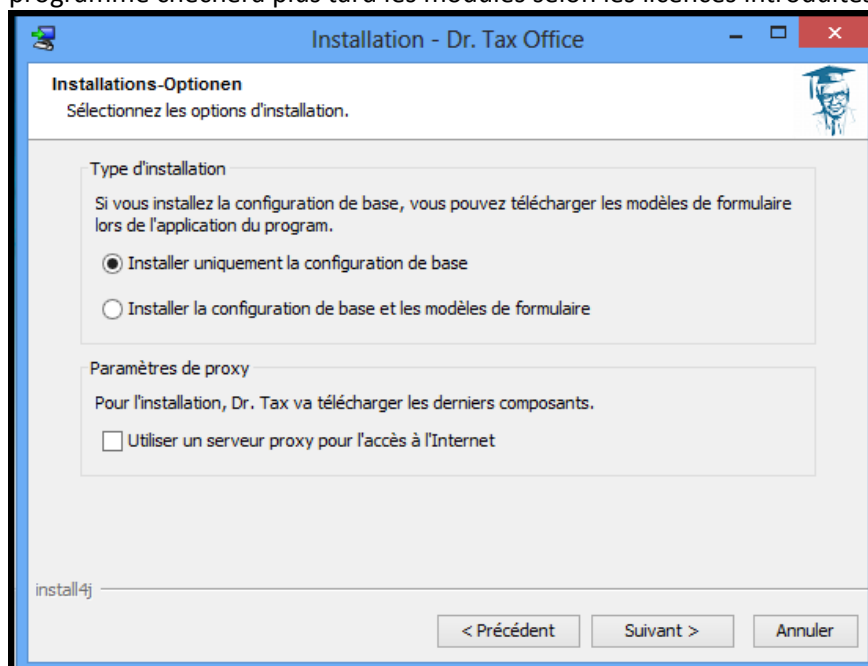 programme cherchera plus tard les modules selon les licences introduites
Installation - Dr. Tax Office
Installations-Optionen
Sélectionnez les options d'installation.
Type d'installation
Si vous installez la configuration de base, vous pouvez télécharger les modèles de formulaire
lors de l'application du program.
Installer uniquement la configuration de base
Installer la configuration de base et les modèles de formulaire
Paramètres de proxy
Pour l'installation, Dr. Tax va télécharger les derniers composants.
Utiliser un serveur proxy pour l'accès à l'Internet
install4j
< Précédent Suivant > Annuler